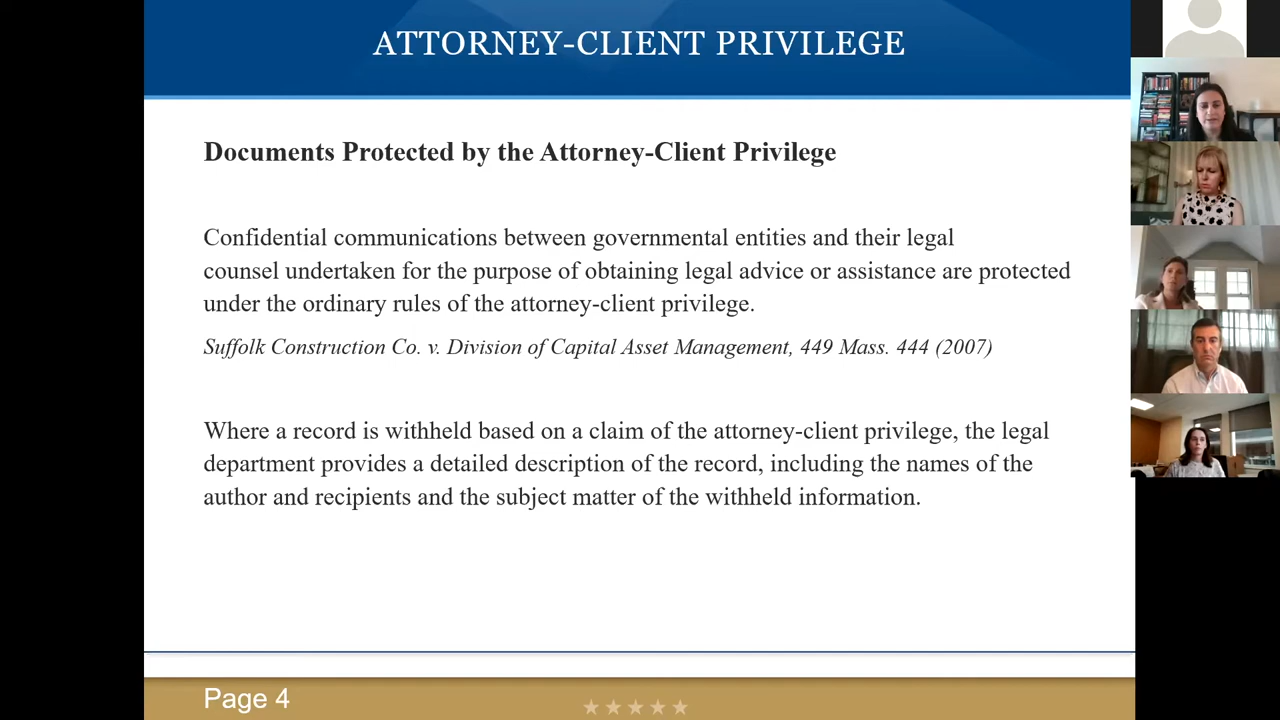 ATTORNEY-CLIENT PRIVILEGE
Documents Protected by the Attorney-Client Privilege
Confidential communications between governmental entities and their legal
counsel undertaken for the purpose of obtaining legal advice or assistance are protected
under the ordinary rules of the attorney-client privilege.
Suffolk Construction Co. v. Division of Capital Asset Management, 449 Mass. 444 (2007)
Where a record is withheld based on a claim of the attorney-client privilege, the legal
department provides a detailed description of the record, including the names of the
author and recipients and the subject matter of the withheld information.
Page 4